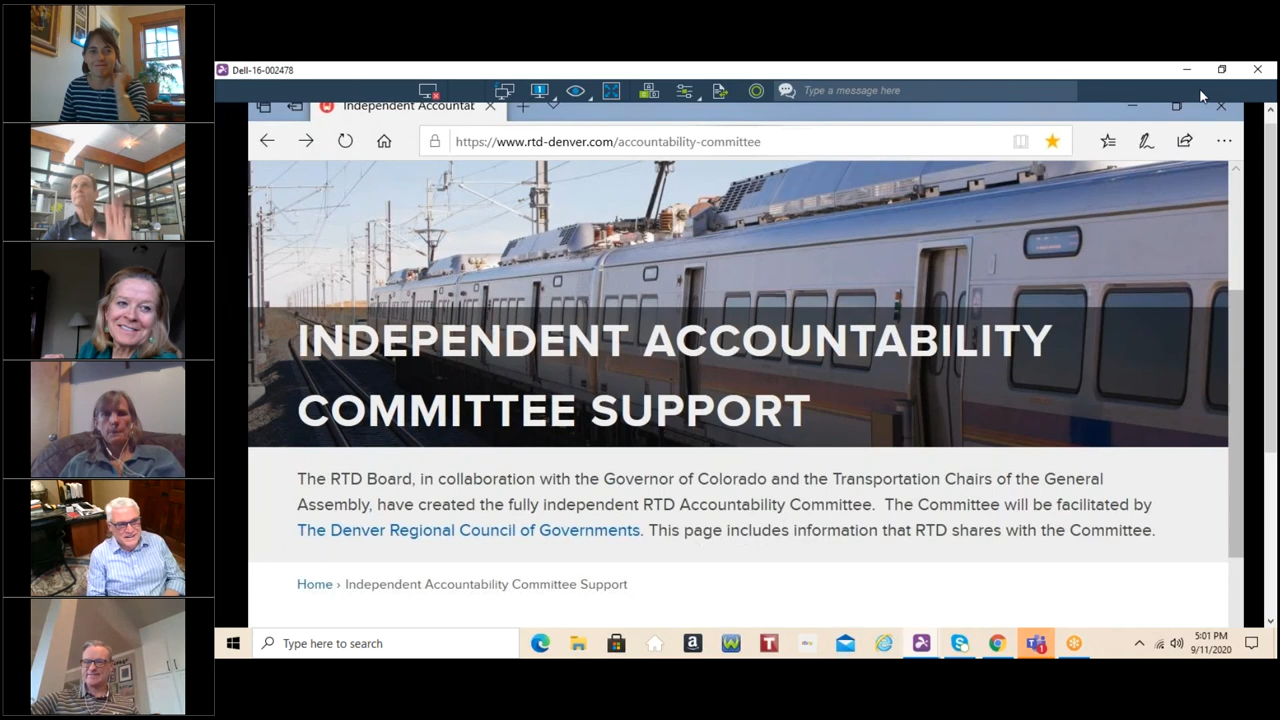 Dell-16-002478
Type a message here
Independent Accountat
https://www.rtd-denver.com/accountability-committee
INDEPENDENT ACCOUNTABILITY
COMMITTEE SUPPORT
The RTD Board, in collaboration with the Governor of Colorado and the Transportation Chairs of the General
Assembly, have created the fully independent RTD Accountability Committee. The Committee will be facilitated by
The Denver Regional Council of Governments. This page includes information that RTD shares with the Committee.
Home › Independent Accountability Committee Support
Type here to search
5:01 PM
9/11/2020